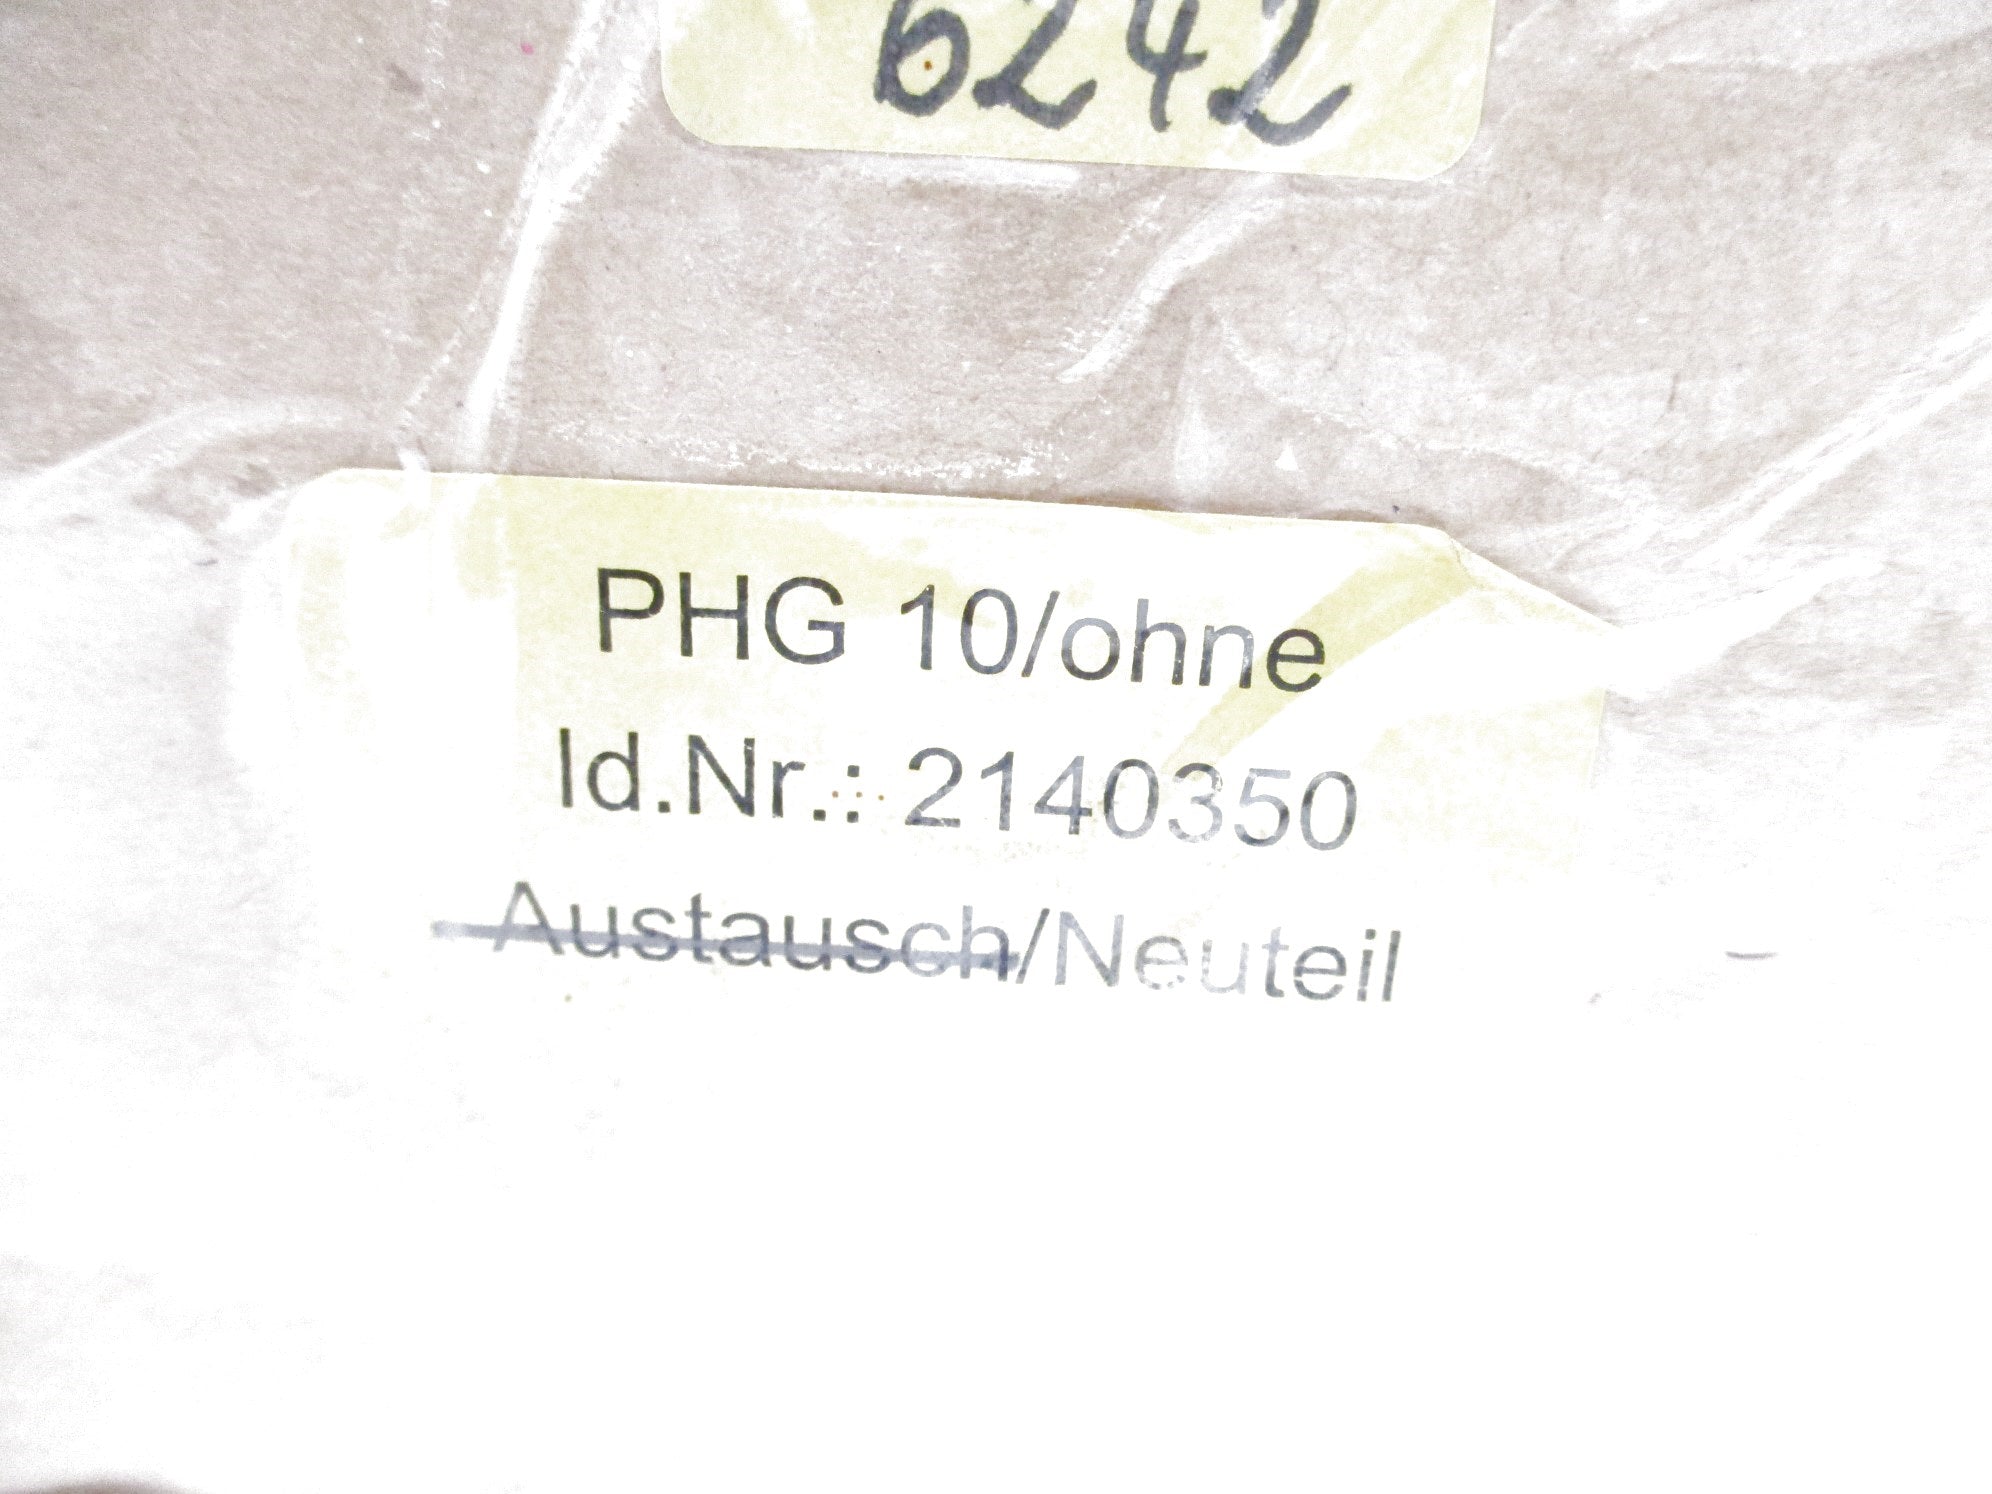 6242
PHG 10/ohne
Id.Nr.: 2140350
Austausch/Neuteil